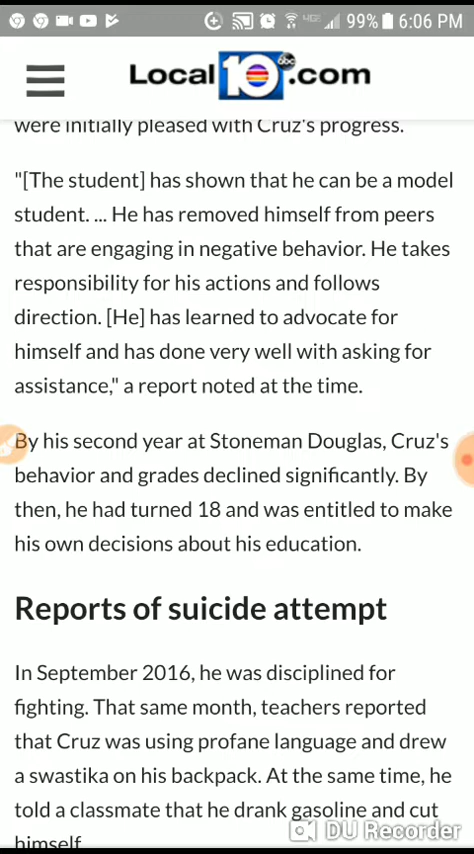 4G 99% 6:06 PM
Local 10 abc .com
were initially pleased with Cruz's progress.
"[The student] has shown that he can be a model
student. ... He has removed himself from peers
that are engaging in negative behavior. He takes
responsibility for his actions and follows
direction. [He] has learned to advocate for
himself and has done very well with asking for
assistance," a report noted at the time.
By his second year at Stoneman Douglas, Cruz's
behavior and grades declined significantly. By
then, he had turned 18 and was entitled to make
his own decisions about his education.
Reports of suicide attempt
In September 2016, he was disciplined for
fighting. That same month, teachers reported
that Cruz was using profane language and drew
a swastika on his backpack. At the same time, he
told a classmate that he drank gasoline and cut
himself
DU Recorder